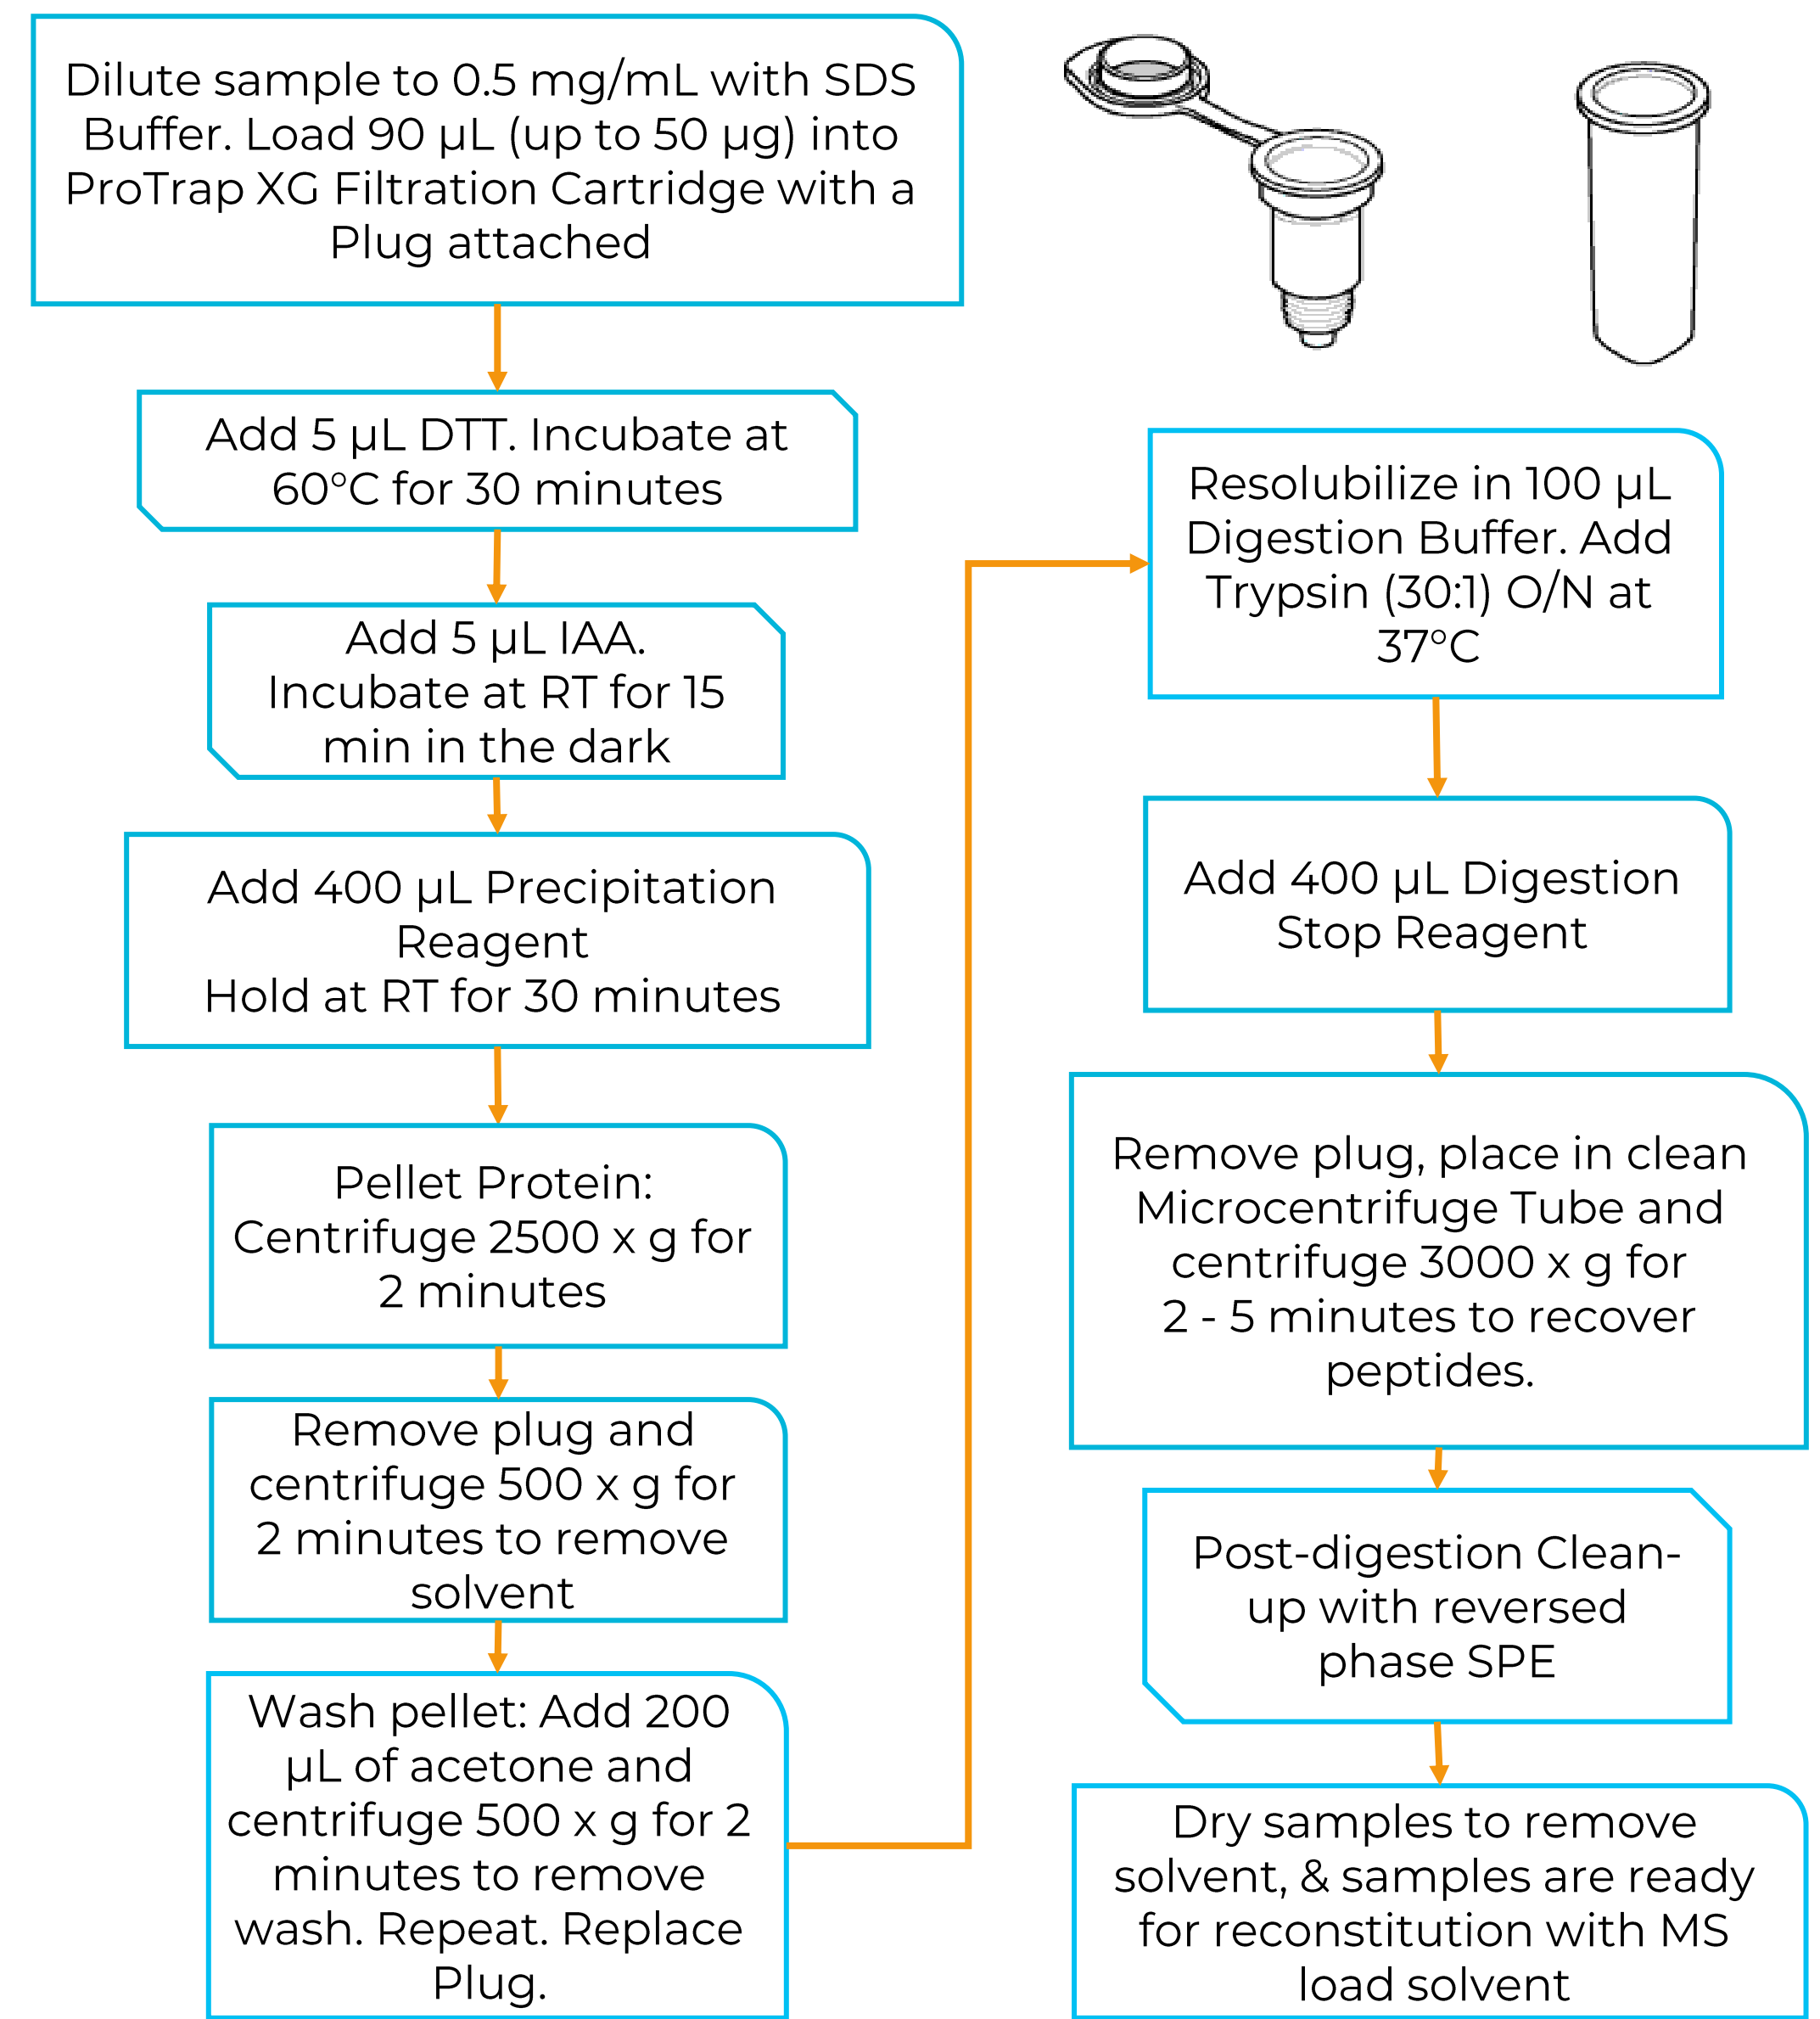 Dilute sample to 0.5 mg/mL with SDS
Buffer. Load 90 µL (up to 50 µg) into
ProTrap XG Filtration Cartridge with a
Plug attached
Add 5 µL DTT. Incubate at
60°C for 30 minutes
Add 5 µL IAA.
Incubate at RT for 15
min in the dark
Add 400 µL Precipitation
Reagent
Hold at RT for 30 minutes
Pellet Protein:
Centrifuge 2500 x g for
2 minutes
Remove plug and
centrifuge 500 x g for
2 minutes to remove
solvent
Wash pellet: Add 200
µL of acetone and
centrifuge 500 x g for 2
minutes to remove
wash. Repeat. Replace
Plug.
Resolubilize in 100 µL
Digestion Buffer. Add
Trypsin (30:1) O/N at
37°C
Add 400 µL Digestion
Stop Reagent
Remove plug, place in clean
Microcentrifuge Tube and
centrifuge 3000 x g for
2 - 5 minutes to recover
peptides.
Post-digestion Clean-
up with reversed
phase SPE
Dry samples to remove
solvent, & samples are ready
for reconstitution with MS
load solvent